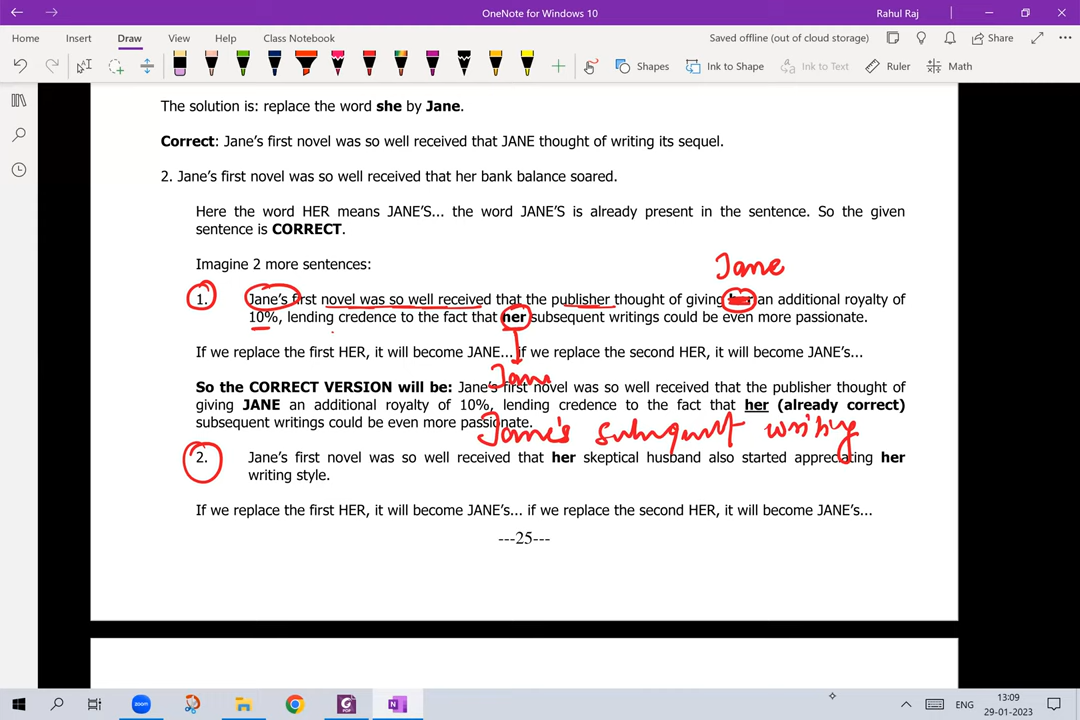 OneNote for Windows 10
Rahul Raj
Home Insert Draw View Help Class Notebook
Saved offline (out of cloud storage)
Share
Shapes
Ink to Shape
Ink to Text
Ruler
Math
The solution is: replace the word she by Jane.
Correct: Jane's first novel was so well received that JANE thought of writing its sequel.
2. Jane's first novel was so well received that her bank balance soared.
Here the word HER means JANE'S... the word JANE'S is already present in the sentence. So the given
sentence is CORRECT.
Imagine 2 more sentences:
Jane
1. Jane's first novel was so well received that the publisher thought of giving her an additional royalty of
10%, lending credence to the fact that her subsequent writings could be even more passionate.
If we replace the first HER, it will become JANE... if we replace the second HER, it will become JANE's...
Jane
So the CORRECT VERSION will be: Jane's first novel was so well received that the publisher thought of
giving JANE an additional royalty of 10%, lending credence to the fact that her (already correct)
subsequent writings could be even more passionate.
Jane's subsequent writing
2. Jane's first novel was so well received that her skeptical husband also started appreciating her
writing style.
If we replace the first HER, it will become JANE's... if we replace the second HER, it will become JANE's...
---25---
zoom
ENG
13:09
29-01-2023